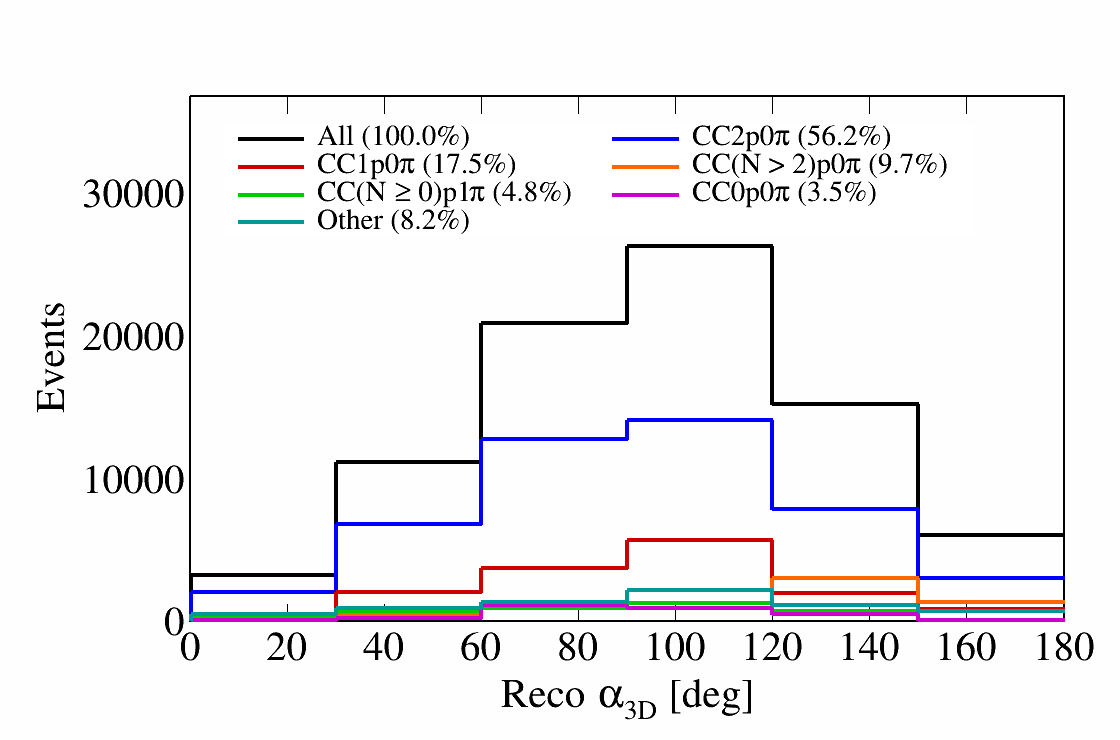 All (100.0%)
CC2p0π (56.2%)
CC1p0π (17.5%)
CC(N > 2)p0π (9.7%)
CC(N ≥ 0)p1π (4.8%)
CC0p0π (3.5%)
Other (8.2%)
30000
20000
10000
0
Events
0 20 40 60 80 100 120 140 160 180
Reco α3D [deg]